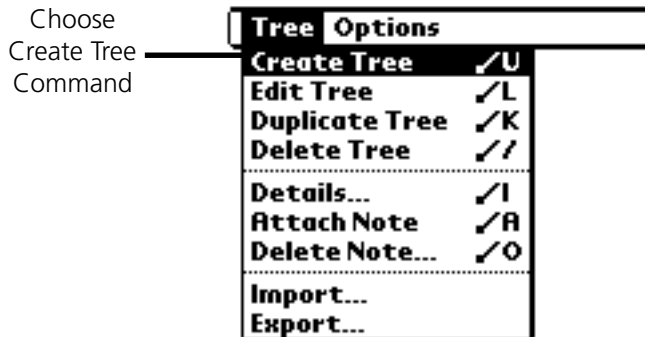 Choose
Create Tree
Command
Tree Options
Create Tree ✓U
Edit Tree ✓L
Duplicate Tree ✓K
Delete Tree ✓/
Details... ✓I
Attach Note ✓A
Delete Note... ✓O
Import...
Export...